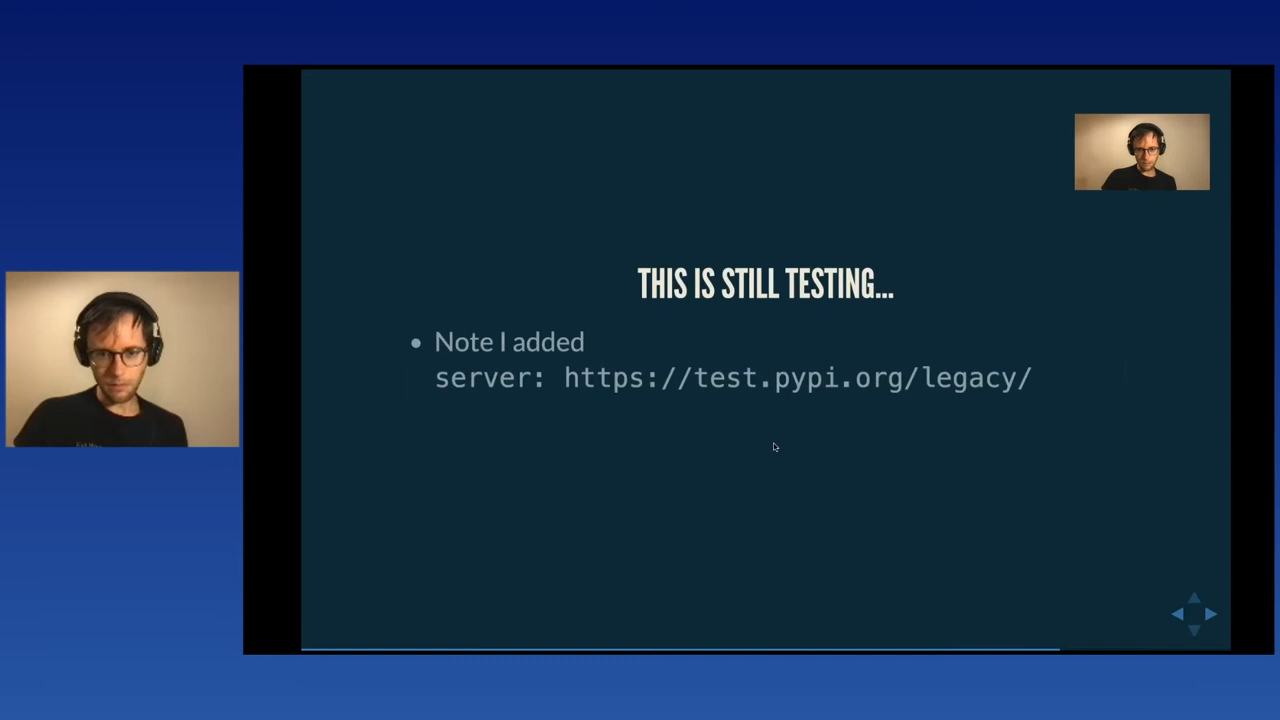 THIS IS STILL TESTING...
Note I added
server: https://test.pypi.org/legacy/